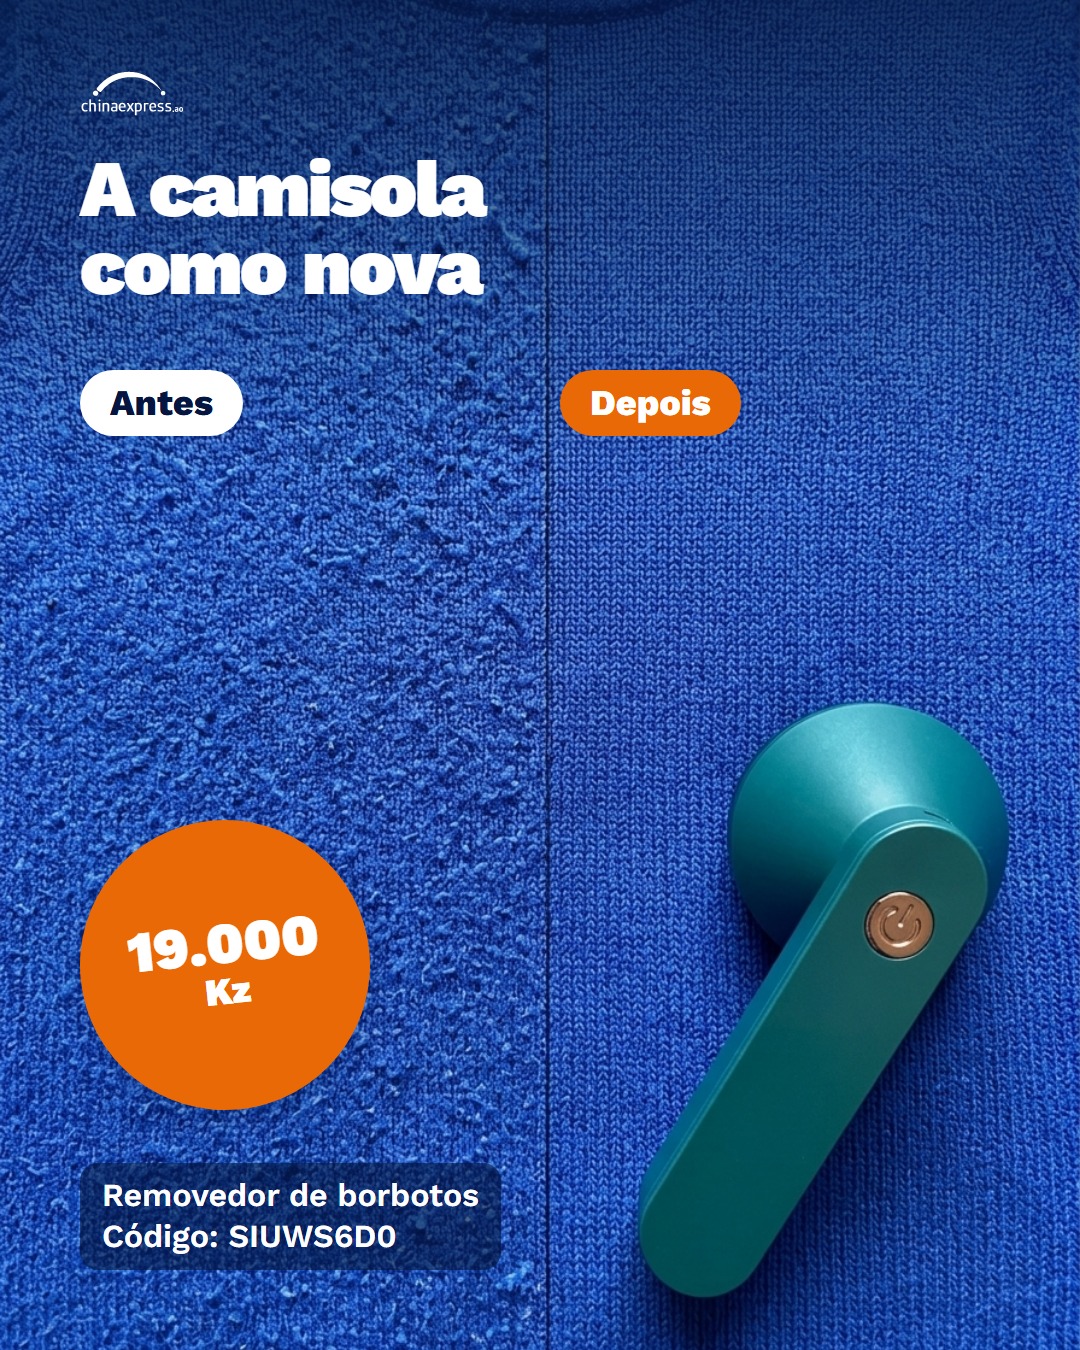 chinaexpress.ao
A camisola
como nova
Antes
Depois
19.000
Kz
Removedor de borbotos
Código: SIUWS6D0